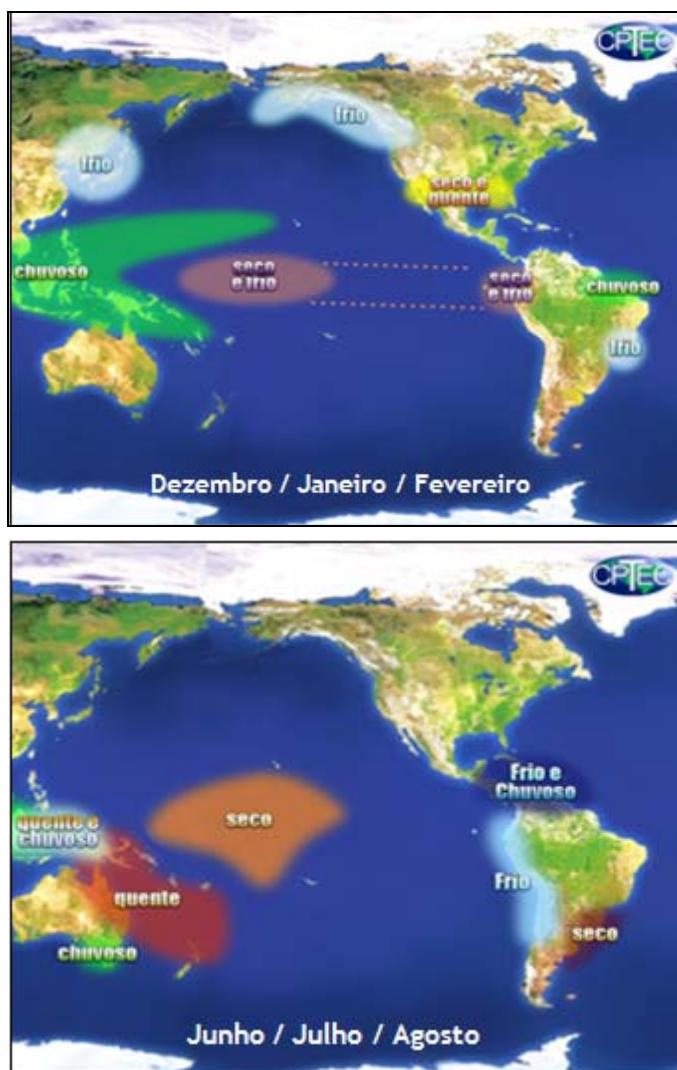 CPTEC
frio
frio
seco e
quente
chuvoso
seco
e frio
seco
e frio
chuvoso
frio
Dezembro / Janeiro / Fevereiro
CPTEC
Frio e
Chuvoso
quente e
chuvoso
seco
Frio
quente
seco
chuvoso
Junho / Julho / Agosto